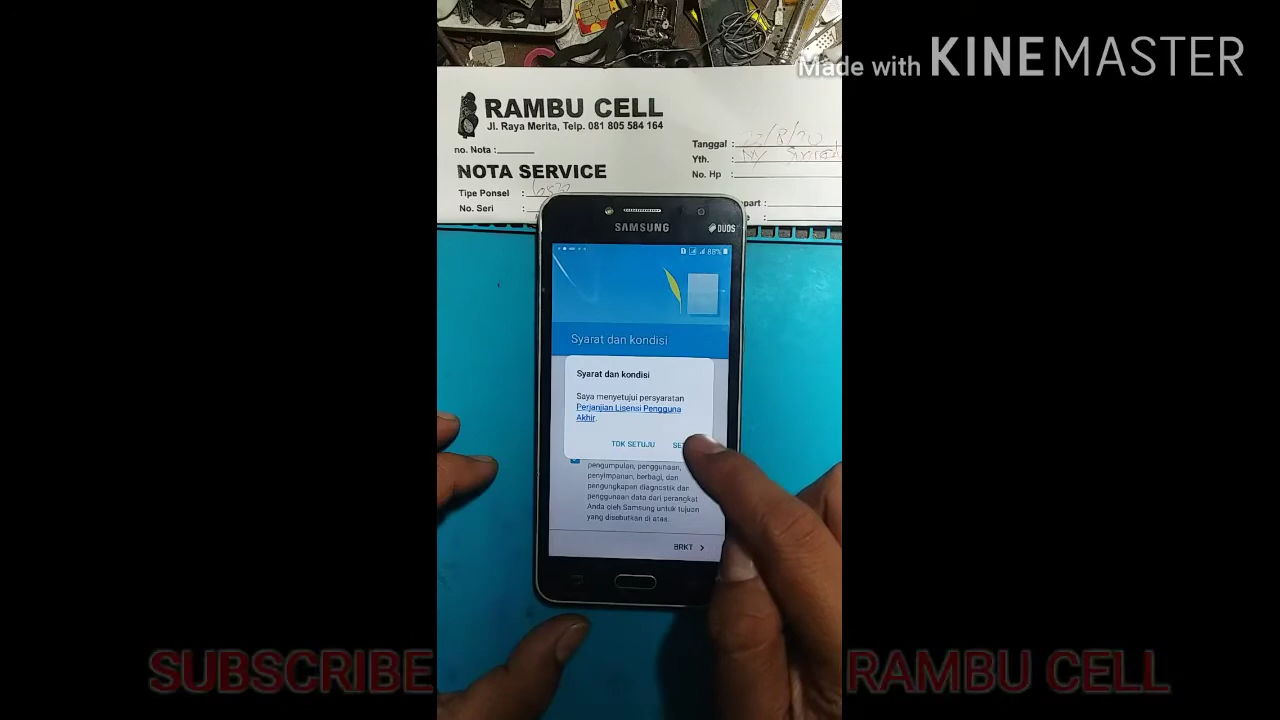 Made with KINEMASTER
RAMBU CELL
Jl. Raya Merita, Telp. 081 805 584 164
no. Nota :
Tanggal :
Yth. :
NOTA SERVICE
No. Hp :
Tipe Ponsel :
No. Seri :
SAMSUNG
DUOS
88%
Syarat dan kondisi
Syarat dan kondisi
Saya menyetujui persyaratan
Perjanjian Lisensi Pengguna
Akhir.
TDK SETUJU
pengumpulan, penggunaan,
penyimpanan, berbagi, dan
pengungkapan diagnostik dan
penggunaan data dari perangkat
Anda oleh Samsung untuk tujuan
yang disebutkan di atas.
BRKT >
SUBSCRIBE RAMBU CELL